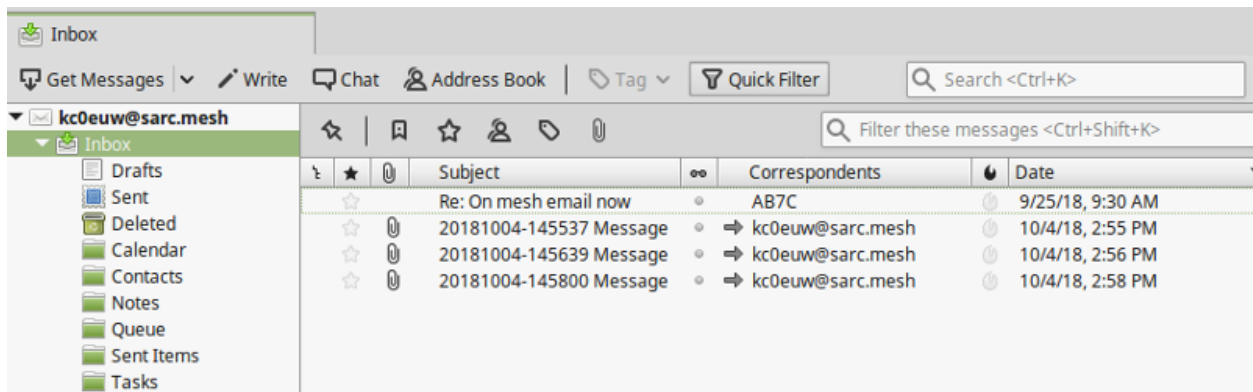 Inbox
Get Messages Write Chat Address Book Tag Quick Filter Search <Ctrl+K>
kc0euw@sarc.mesh
Filter these messages <Ctrl+Shift+K>
Inbox
Drafts
Sent
Deleted
Calendar
Contacts
Notes
Queue
Sent Items
Tasks
Subject Correspondents Date
Re: On mesh email now AB7C 9/25/18, 9:30 AM
20181004-145537 Message kc0euw@sarc.mesh 10/4/18, 2:55 PM
20181004-145639 Message kc0euw@sarc.mesh 10/4/18, 2:56 PM
20181004-145800 Message kc0euw@sarc.mesh 10/4/18, 2:58 PM